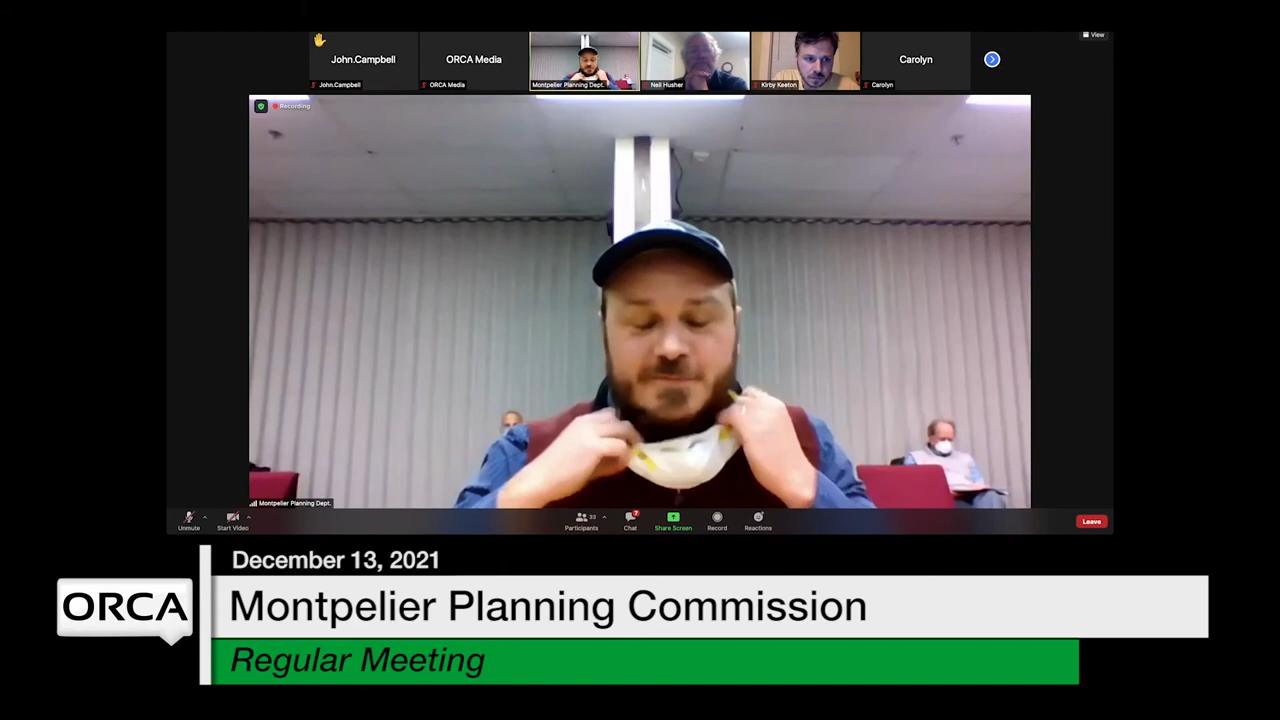 View
John.Campbell
ORCA Media
Carolyn
John.Campbell
ORCA Media
Montpelier Planning Dept.
Neil Husher
Kirby Keeton
Carolyn
Recording
Montpelier Planning Dept.
Unmute
Start Video
Participants
33
Chat
7
Share Screen
Record
Reactions
Leave
December 13, 2021
ORCA
Montpelier Planning Commission
Regular Meeting